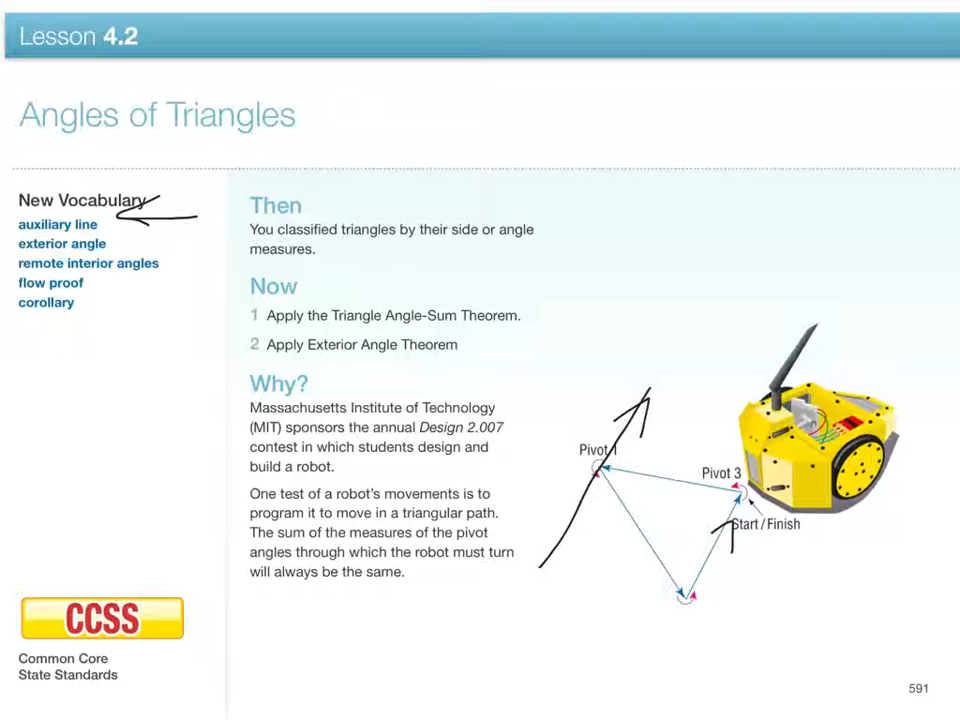 Lesson 4.2
Angles of Triangles
New Vocabulary
auxiliary line
exterior angle
remote interior angles
flow proof
corollary
Then
You classified triangles by their side or angle
measures.
Now
1 Apply the Triangle Angle-Sum Theorem.
2 Apply Exterior Angle Theorem
Why?
Massachusetts Institute of Technology
(MIT) sponsors the annual Design 2.007
contest in which students design and
build a robot.
One test of a robot's movements is to
program it to move in a triangular path.
The sum of the measures of the pivot
angles through which the robot must turn
will always be the same.
Pivot 1
Pivot 3
Start / Finish
CCSS
Common Core
State Standards
591